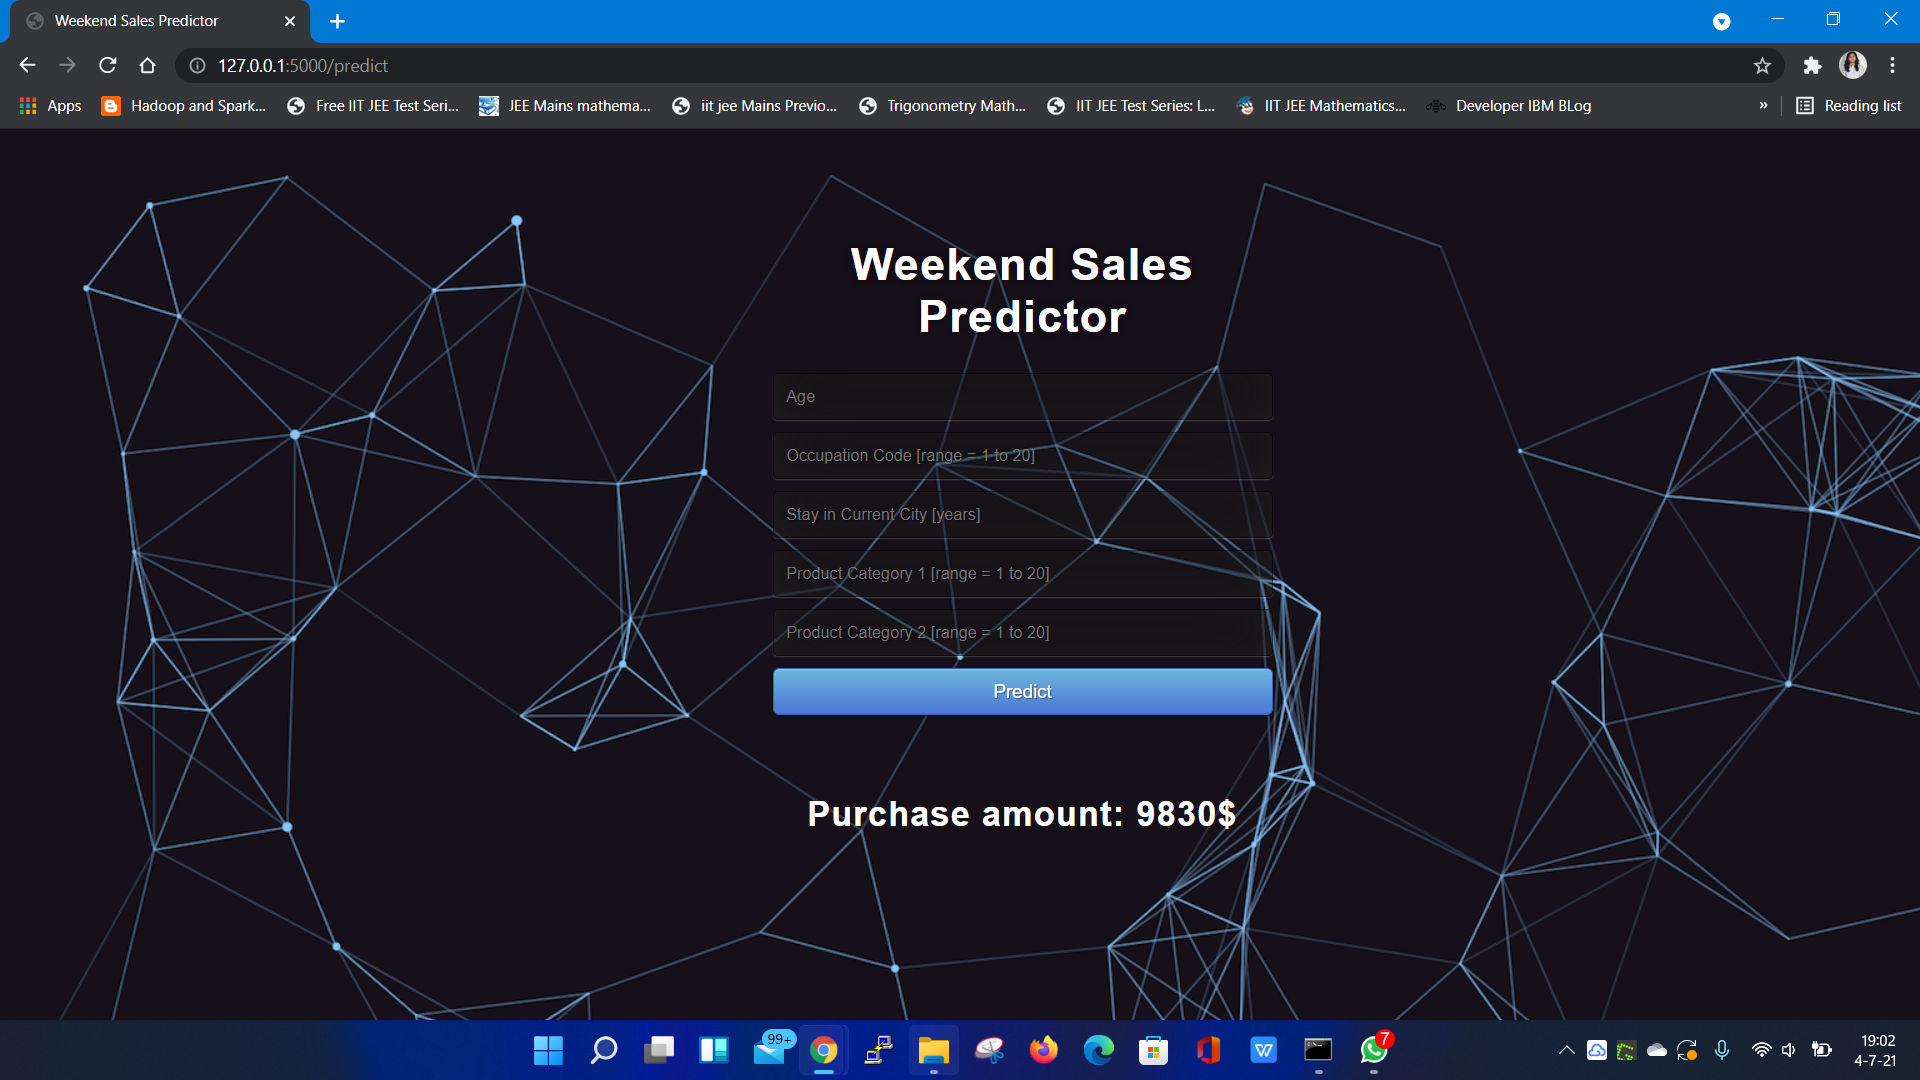 Weekend Sales Predictor
127.0.0.1:5000/predict
Apps
Hadoop and Spark...
Free IIT JEE Test Seri...
JEE Mains mathema...
iit jee Mains Previo...
Trigonometry Math...
IIT JEE Test Series: L...
IIT JEE Mathematics...
Developer IBM BLog
»
Reading list
Weekend Sales
Predictor
Age
Occupation Code [range = 1 to 20]
Stay in Current City [years]
Product Category 1 [range = 1 to 20]
Product Category 2 [range = 1 to 20]
Predict
Purchase amount: 9830$
99+
W
7
19:02
4-7-21